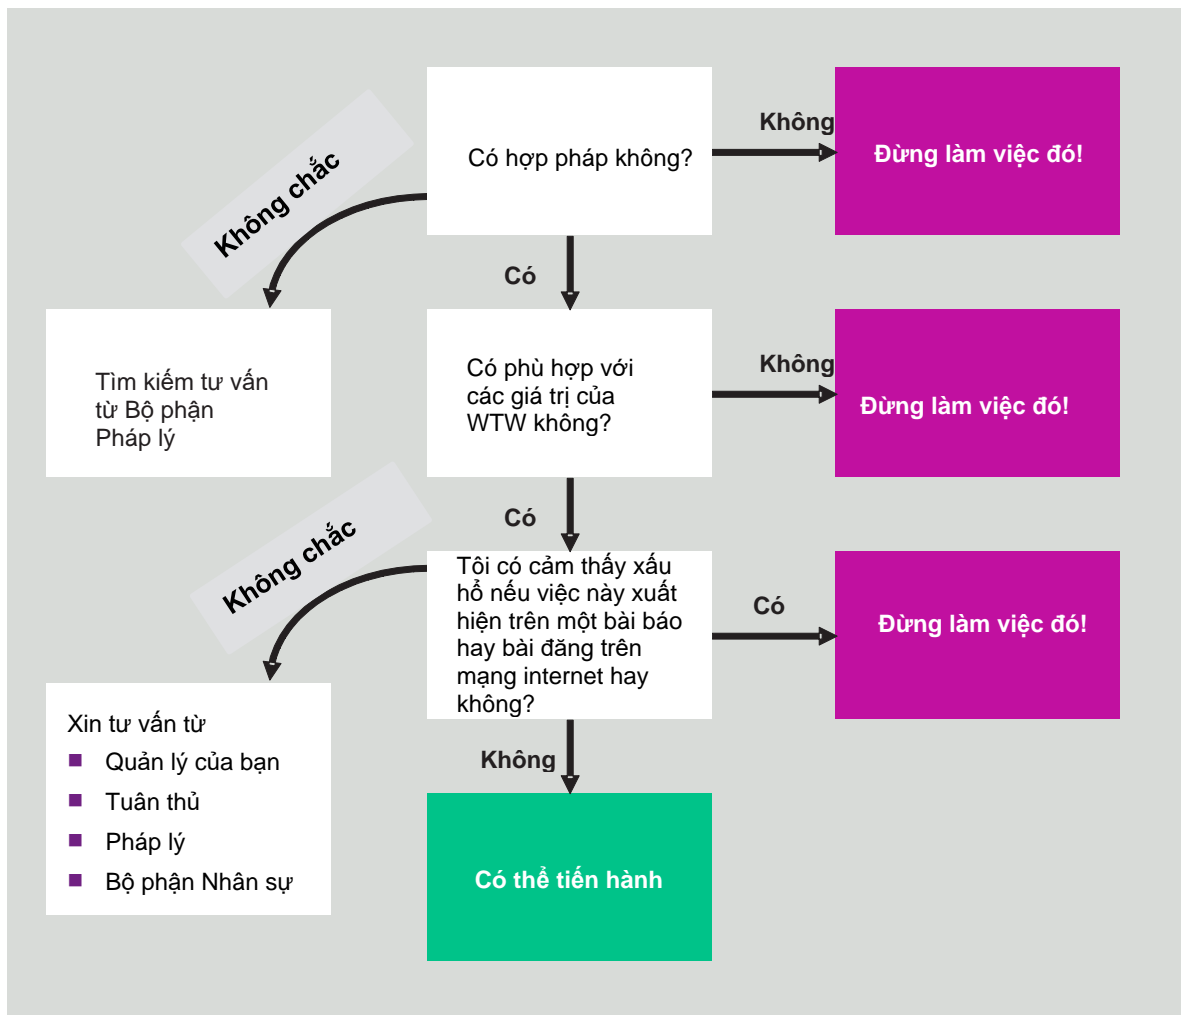 Có hợp pháp không?
Không
Đừng làm việc đó!
Không chắc
Có
Tìm kiếm tư vấn
từ Bộ phận
Pháp lý
Có phù hợp với
các giá trị của
WTW không?
Không
Đừng làm việc đó!
Có
Không chắc
Tôi có cảm thấy xấu
hổ nếu việc này xuất
hiện trên một bài báo
hay bài đăng trên
mạng internet hay
không?
Có
Đừng làm việc đó!
Xin tư vấn từ
Quản lý của bạn
Tuân thủ
Pháp lý
Bộ phận Nhân sự
Không
Có thể tiến hành